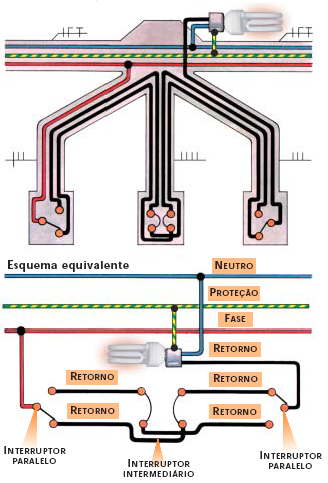 Esquema equivalente
NEUTRO
PROTEÇÃO
FASE
RETORNO
RETORNO
RETORNO
RETORNO
RETORNO
INTERRUPTOR
PARALELO
INTERRUPTOR
INTERMEDIÁRIO
INTERRUPTOR
PARALELO